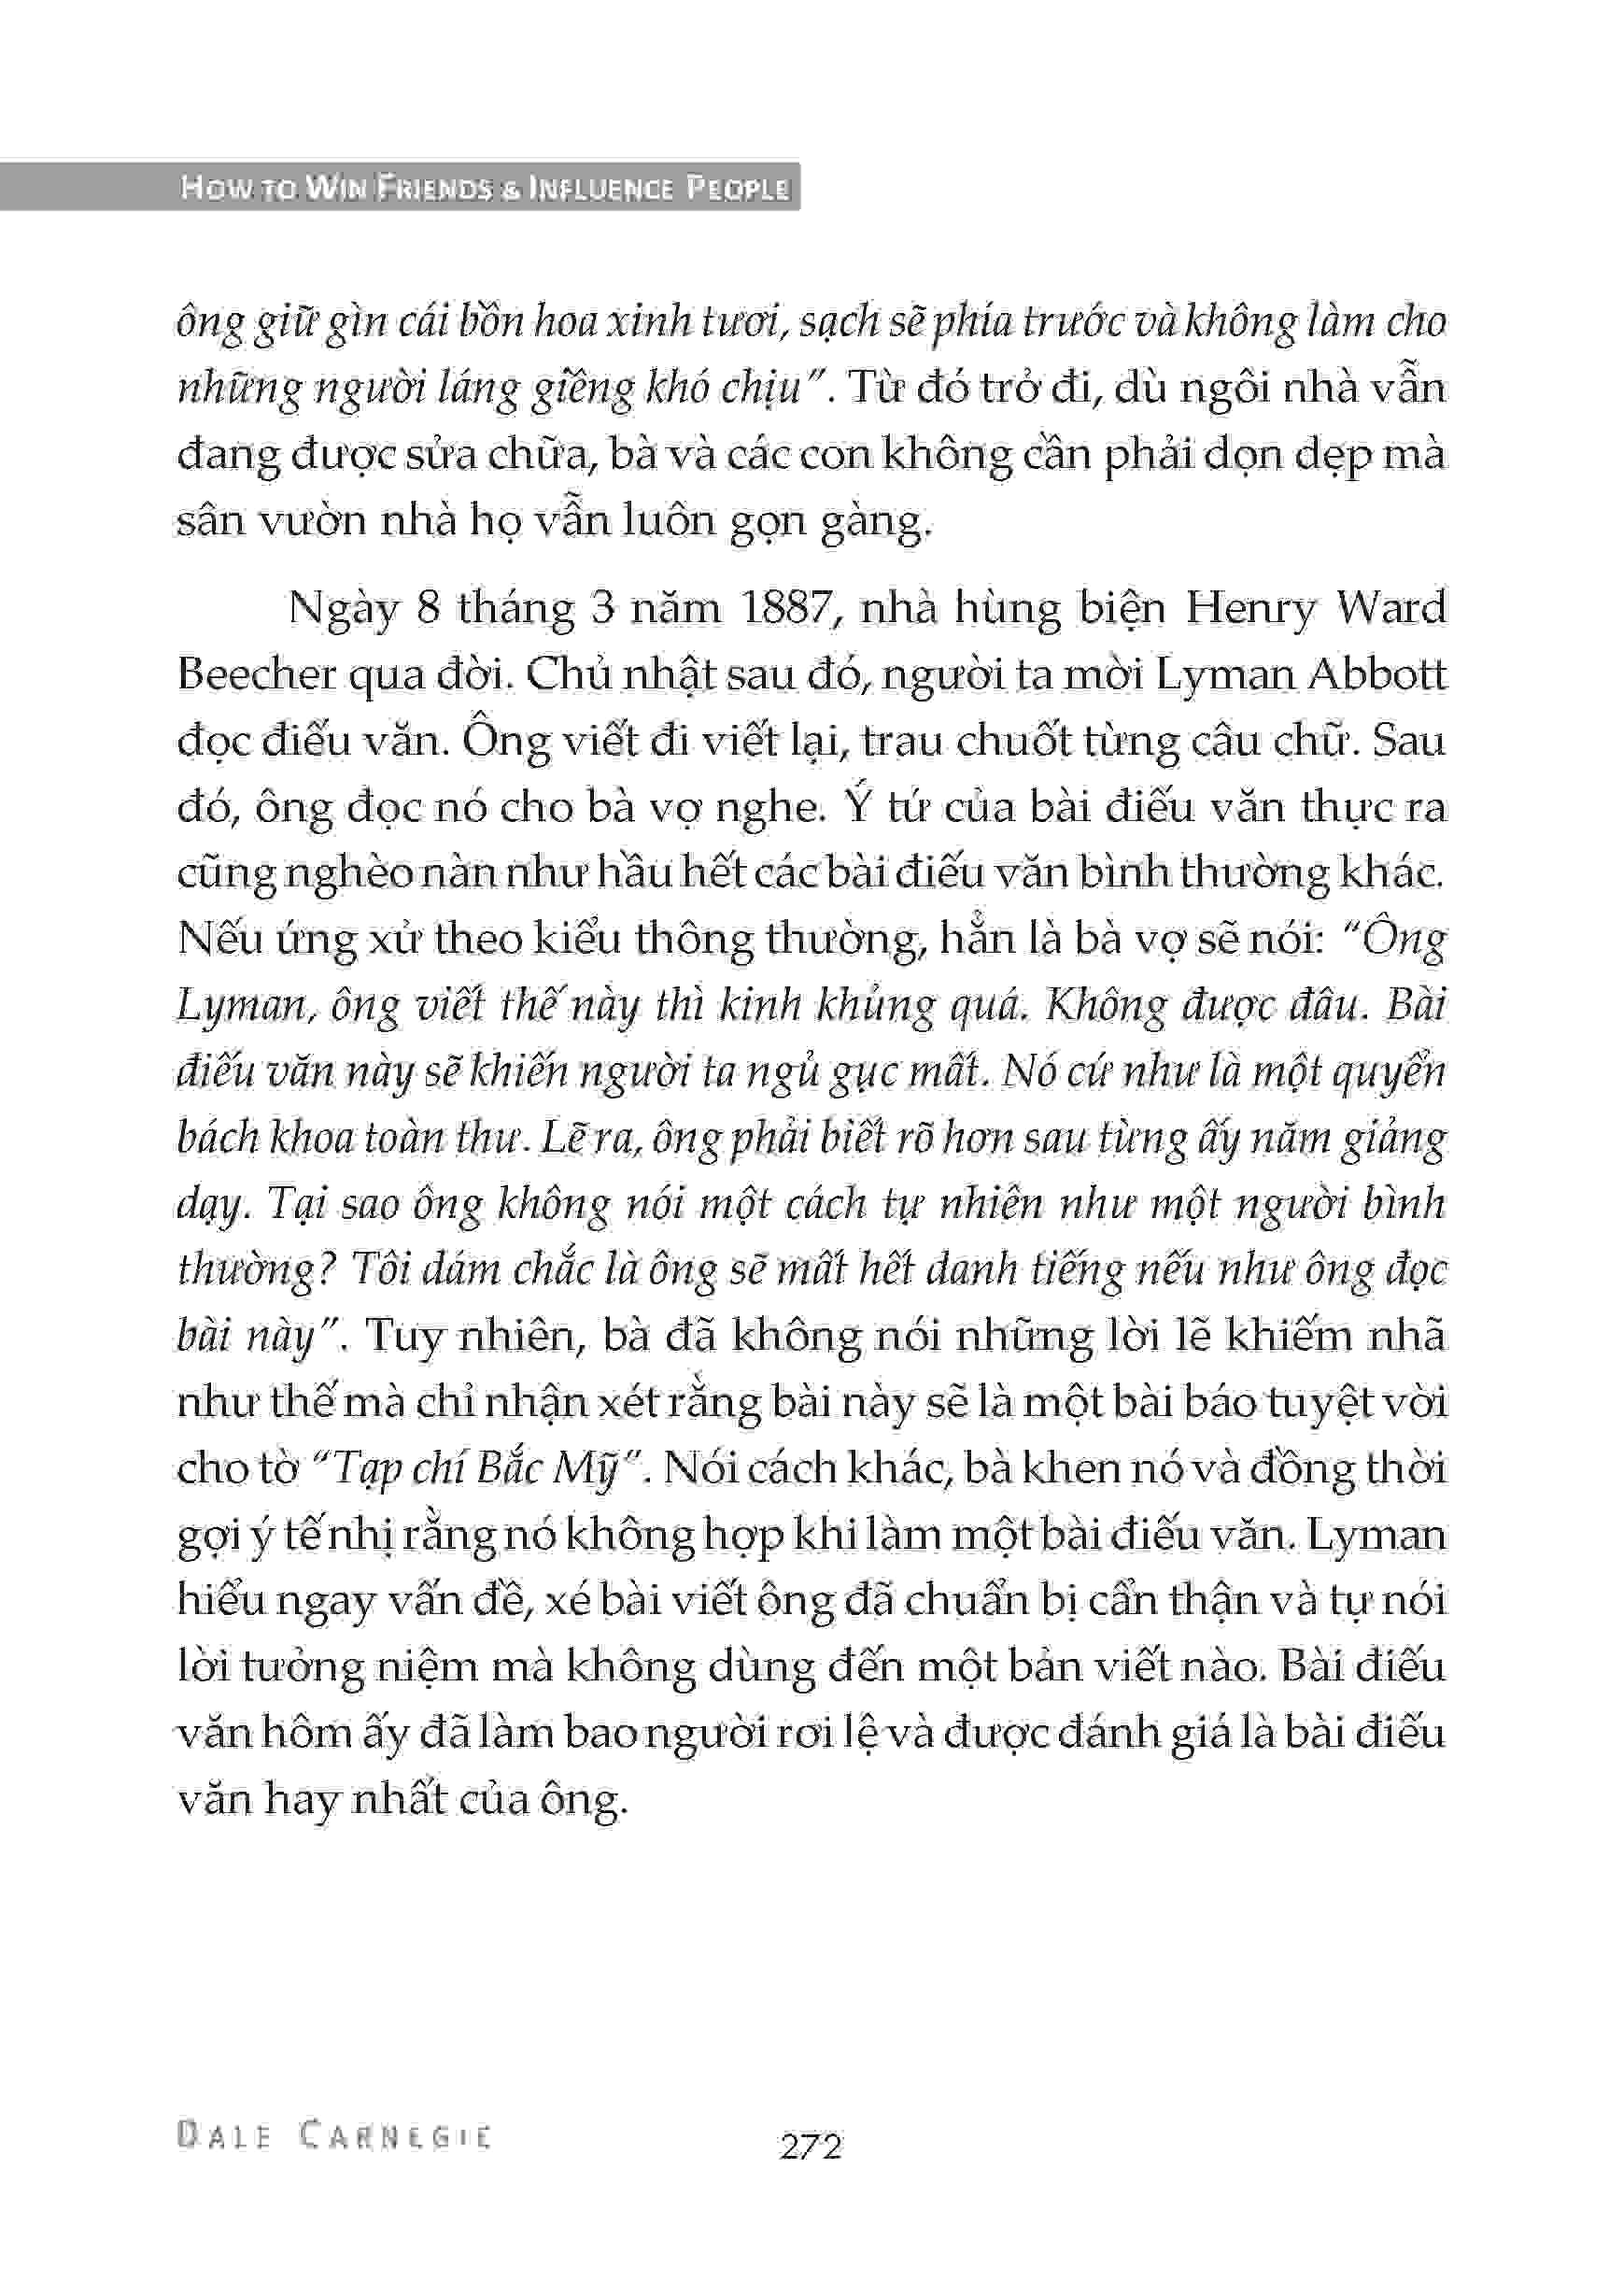 HOW TO WIN FRIENDS & INFLUENCE PEOPLE
ông giữ gìn cái bồn hoa xinh tươi, sạch sẽ phía trước và không làm cho
những người láng giềng khó chịu”. Từ đó trở đi, dù ngôi nhà vẫn
đang được sửa chữa, bà và các con không cần phải dọn dẹp mà
sân vườn nhà họ vẫn luôn gọn gàng.
Ngày 8 tháng 3 năm 1887, nhà hùng biện Henry Ward
Beecher qua đời. Chủ nhật sau đó, người ta mời Lyman Abbott
đọc điếu văn. Ông viết đi viết lại, trau chuốt từng câu chữ. Sau
đó, ông đọc nó cho bà vợ nghe. Ý tứ của bài điếu văn thực ra
cũng nghèo nàn như hầu hết các bài điếu văn bình thường khác.
Nếu ứng xử theo kiểu thông thường, hẳn là bà vợ sẽ nói: “Ông
Lyman, ông viết thế này thì kinh khủng quá. Không được đâu. Bài
điếu văn này sẽ khiến người ta ngủ gục mất. Nó cứ như là một quyển
bách khoa toàn thư. Lẽ ra, ông phải biết rõ hơn sau từng ấy năm giảng
dạy. Tại sao ông không nói một cách tự nhiên như một người bình
thường? Tôi dám chắc là ông sẽ mất hết danh tiếng nếu như ông đọc
bài này”. Tuy nhiên, bà đã không nói những lời lẽ khiếm nhã
như thế mà chỉ nhận xét rằng bài này sẽ là một bài báo tuyệt vời
cho tờ “Tạp chí Bắc Mỹ”. Nói cách khác, bà khen nó và đồng thời
gợi ý tế nhị rằng nó không hợp khi làm một bài điếu văn. Lyman
hiểu ngay vấn đề, xé bài viết ông đã chuẩn bị cẩn thận và tự nói
lời tưởng niệm mà không dùng đến một bản viết nào. Bài điếu
văn hôm ấy đã làm bao người rơi lệ và được đánh giá là bài điếu
văn hay nhất của ông.
DALE CARNEGIE
272